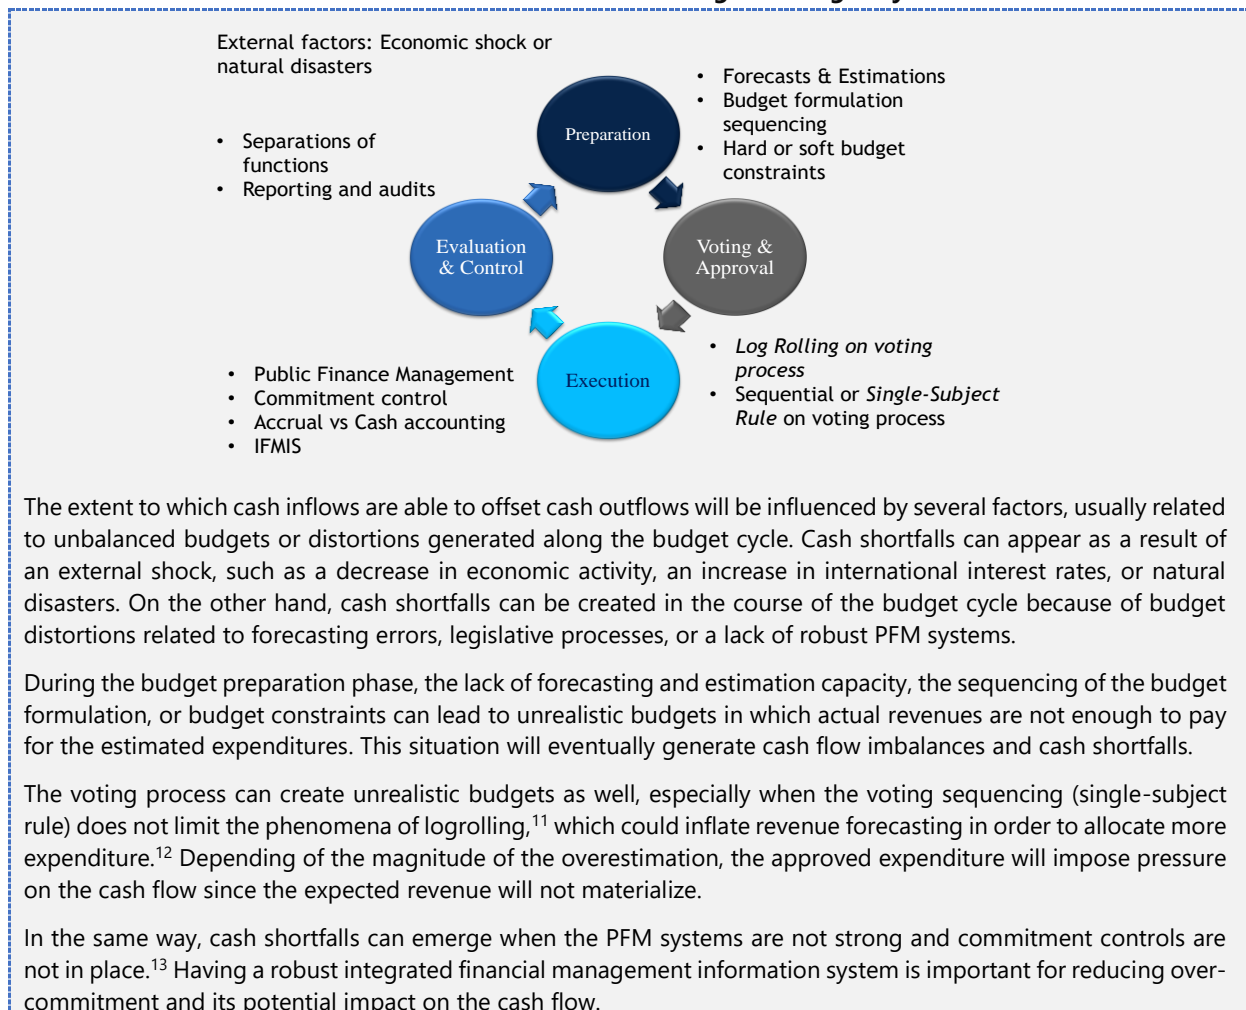 External factors: Economic shock or
natural disasters
• Separations of
functions
• Reporting and audits
Preparation
• Forecasts & Estimations
• Budget formulation
sequencing
• Hard or soft budget
constraints
Evaluation
& Control
Voting &
Approval
• Public Finance Management
• Commitment control
• Accrual vs Cash accounting
• IFMIS
Execution
• Log Rolling on voting
process
• Sequential or Single-Subject
Rule on voting process
The extent to which cash inflows are able to offset cash outflows will be influenced by several factors, usually related
to unbalanced budgets or distortions generated along the budget cycle. Cash shortfalls can appear as a result of
an external shock, such as a decrease in economic activity, an increase in international interest rates, or natural
disasters. On the other hand, cash shortfalls can be created in the course of the budget cycle because of budget
distortions related to forecasting errors, legislative processes, or a lack of robust PFM systems.
During the budget preparation phase, the lack of forecasting and estimation capacity, the sequencing of the budget
formulation, or budget constraints can lead to unrealistic budgets in which actual revenues are not enough to pay
for the estimated expenditures. This situation will eventually generate cash flow imbalances and cash shortfalls.
The voting process can create unrealistic budgets as well, especially when the voting sequencing (single-subject
rule) does not limit the phenomena of logrolling,11 which could inflate revenue forecasting in order to allocate more
expenditure.12 Depending of the magnitude of the overestimation, the approved expenditure will impose pressure
on the cash flow since the expected revenue will not materialize.
In the same way, cash shortfalls can emerge when the PFM systems are not strong and commitment controls are
not in place.13 Having a robust integrated financial management information system is important for reducing over-
commitment and its potential impact on the cash flow.